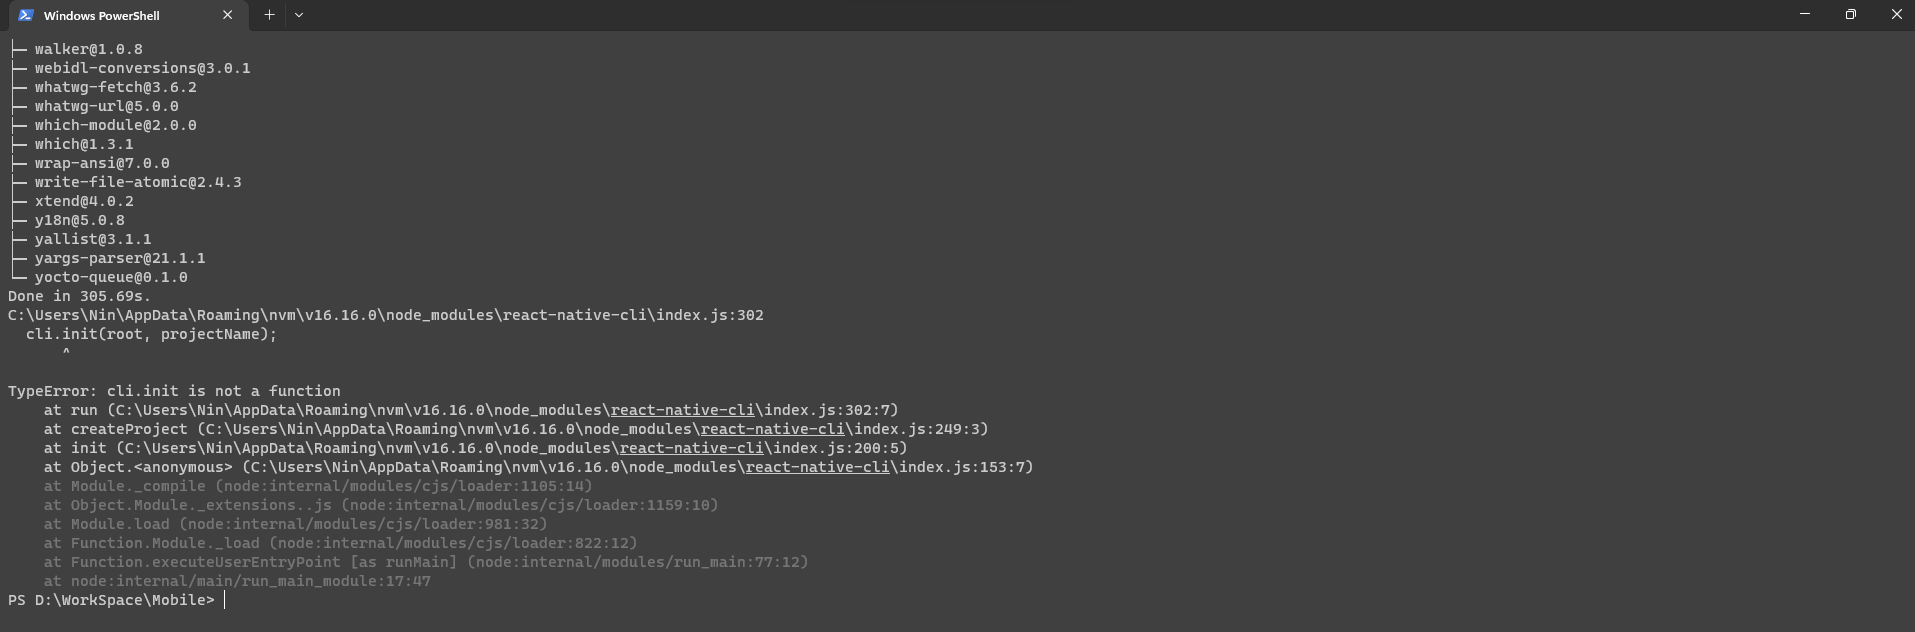 Windows PowerShell
├─ walker@1.0.8
├─ webidl-conversions@3.0.1
├─ whatwg-fetch@3.6.2
├─ whatwg-url@5.0.0
├─ which-module@2.0.0
├─ which@1.3.1
├─ wrap-ansi@7.0.0
├─ write-file-atomic@2.4.3
├─ xtend@4.0.2
├─ y18n@5.0.8
├─ yallist@3.1.1
├─ yargs-parser@21.1.1
└─ yocto-queue@0.1.0
Done in 305.69s.
C:\Users\Nin\AppData\Roaming\nvm\v16.16.0\node_modules\react-native-cli\index.js:302
  cli.init(root, projectName);
      ^
TypeError: cli.init is not a function
    at run (C:\Users\Nin\AppData\Roaming\nvm\v16.16.0\node_modules\react-native-cli\index.js:302:7)
    at createProject (C:\Users\Nin\AppData\Roaming\nvm\v16.16.0\node_modules\react-native-cli\index.js:249:3)
    at init (C:\Users\Nin\AppData\Roaming\nvm\v16.16.0\node_modules\react-native-cli\index.js:200:5)
    at Object.<anonymous> (C:\Users\Nin\AppData\Roaming\nvm\v16.16.0\node_modules\react-native-cli\index.js:153:7)
    at Module._compile (node:internal/modules/cjs/loader:1105:14)
    at Object.Module._extensions..js (node:internal/modules/cjs/loader:1159:10)
    at Module.load (node:internal/modules/cjs/loader:981:32)
    at Function.Module._load (node:internal/modules/cjs/loader:822:12)
    at Function.executeUserEntryPoint [as runMain] (node:internal/modules/run_main:77:12)
    at node:internal/main/run_main_module:17:47
PS D:\WorkSpace\Mobile>